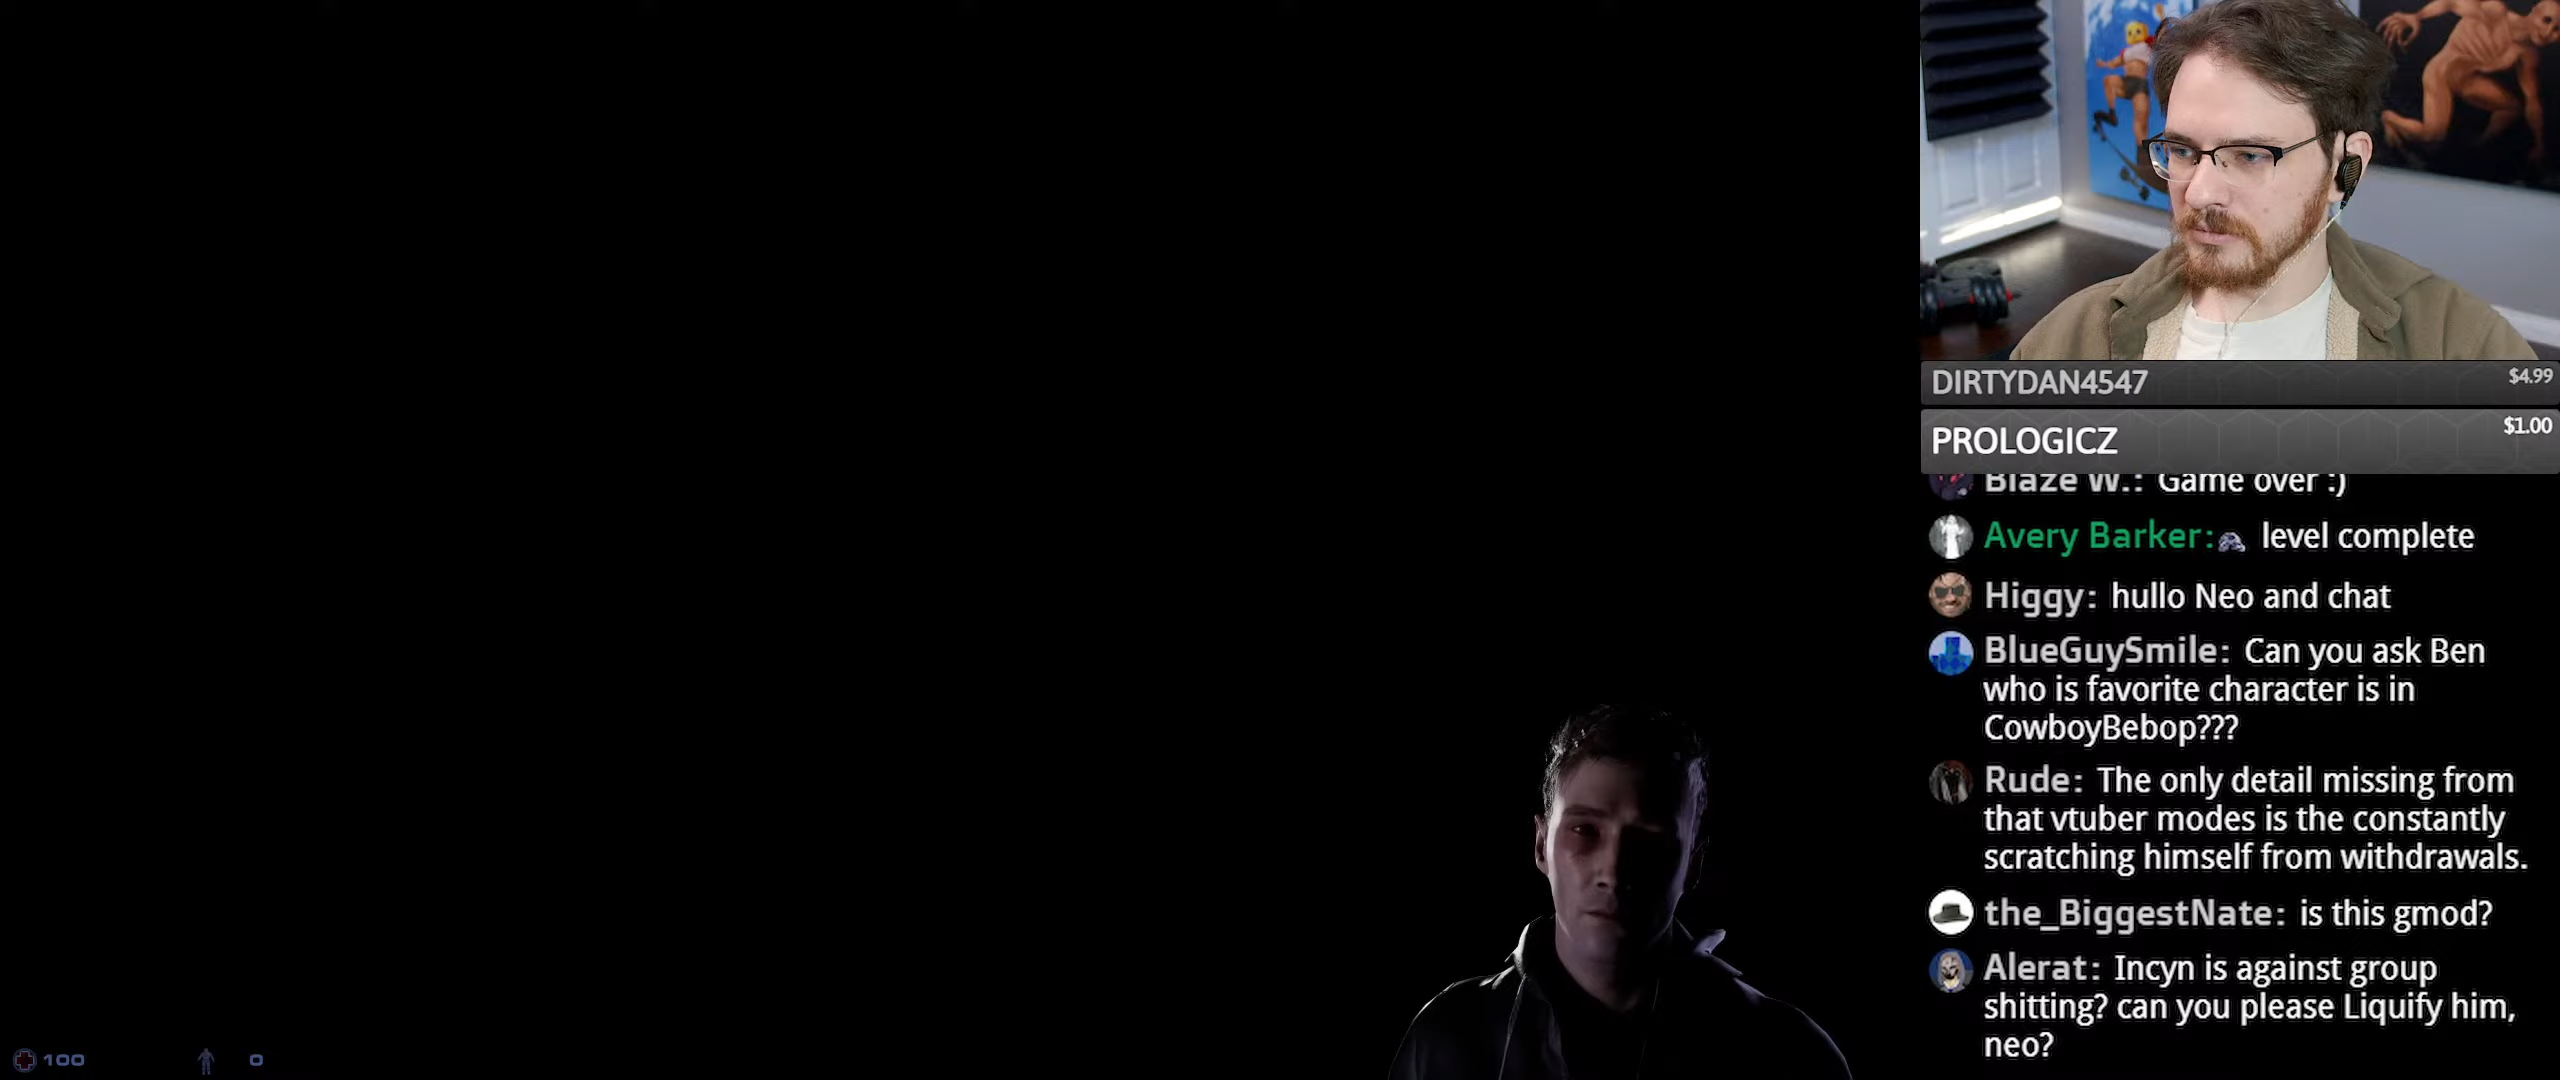 DIRTYDAN4547 $4.99
PROLOGICZ $1.00
Blaze W.: Game over :)
Avery Barker: level complete
Higgy: hullo Neo and chat
BlueGuySmile: Can you ask Ben
who is favorite character is in
CowboyBebop???
Rude: The only detail missing from
that vtuber modes is the constantly
scratching himself from withdrawals.
the_BiggestNate: is this gmod?
Alerat: Incyn is against group
shitting? can you please Liquify him,
neo?
100 0